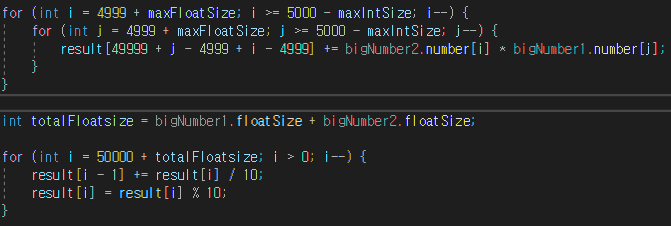 for (int i = 4999 + maxFloatSize; i >= 5000 - maxIntSize; i--) {
for (int j = 4999 + maxFloatSize; j >= 5000 - maxIntSize; j--) {
result[49999 + j - 4999 + i - 4999] += bigNumber2.number[i] * bigNumber1.number[j];
}
}
int totalFloatsize = bigNumber1.floatSize + bigNumber2.floatSize;
for (int i = 50000 + totalFloatsize; i > 0; i--) {
result[i - 1] += result[i] / 10;
result[i] = result[i] % 10;
}